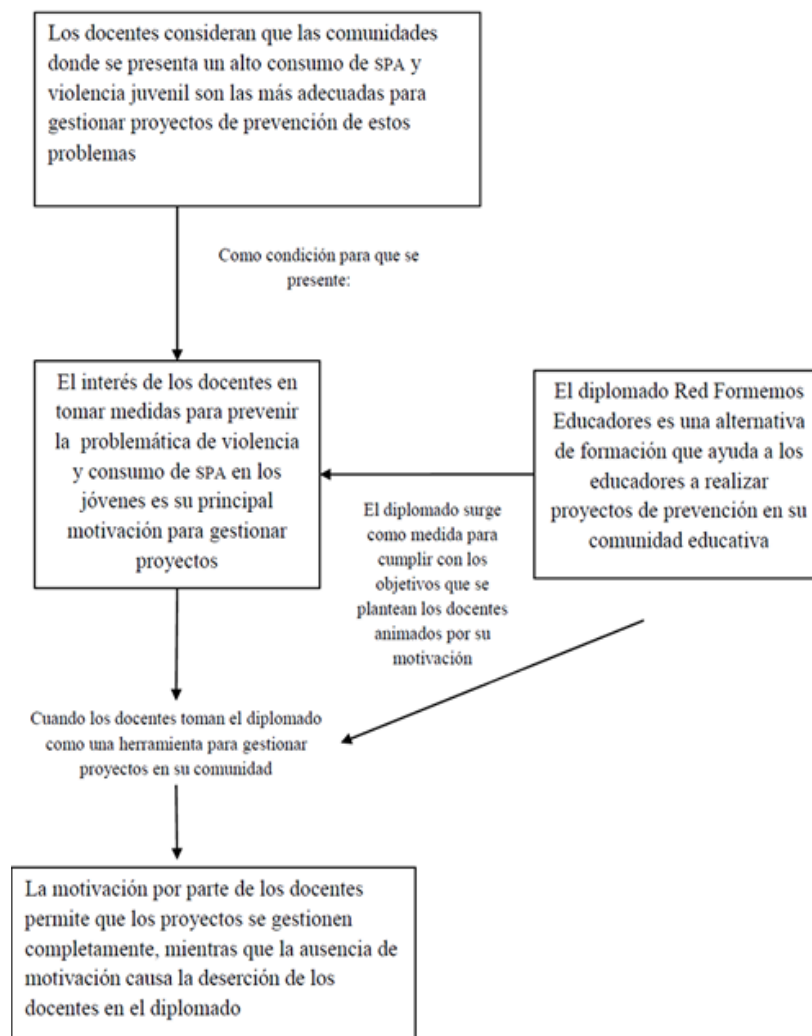 Los docentes consideran que las comunidades
donde se presenta un alto consumo de SPA y
violencia juvenil son las más adecuadas para
gestionar proyectos de prevención de estos
problemas
Como condición para que se
presente:
El interés de los docentes en
tomar medidas para prevenir
la problemática de violencia
y consumo de SPA en los
jóvenes es su principal
motivación para gestionar
proyectos
El diplomado Red Formemos
Educadores es una alternativa
de formación que ayuda a los
educadores a realizar
proyectos de prevención en su
comunidad educativa
El diplomado surge
como medida para
cumplir con los
objetivos que se
plantean los docentes
animados por su
motivación
Cuando los docentes toman el diplomado
como una herramienta para gestionar
proyectos en su comunidad
La motivación por parte de los docentes
permite que los proyectos se gestionen
completamente, mientras que la ausencia de
motivación causa la deserción de los
docentes en el diplomado